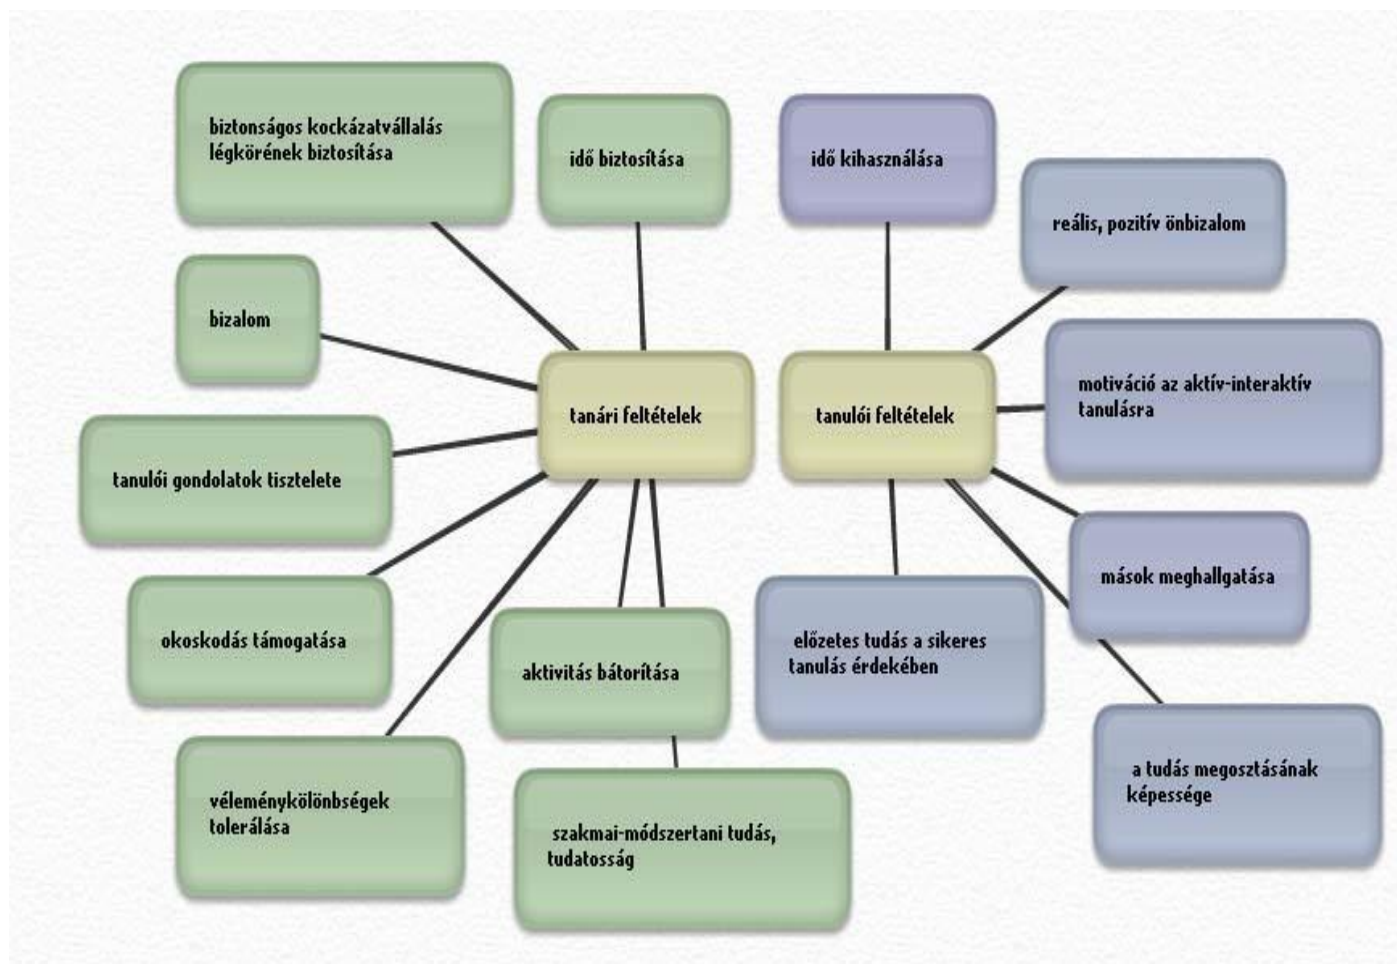 biztonságos kockázatvállalás
légkörének biztosítása
idő biztosítása
idő kihasználása
reális, pozitív önbizalom
bizalom
motiváció az aktív-interaktív
tanulásra
tanári feltételek
tanulói feltételek
tanulói gondolatok tisztelete
mások meghallgatása
okoskodás támogatása
aktivitás bátorítása
előzetes tudás a sikeres
tanulás érdekében
véleménykölönbségek
tolerálása
szakmai-módszertani tudás,
tudatosság
a tudás megosztásának
képessége